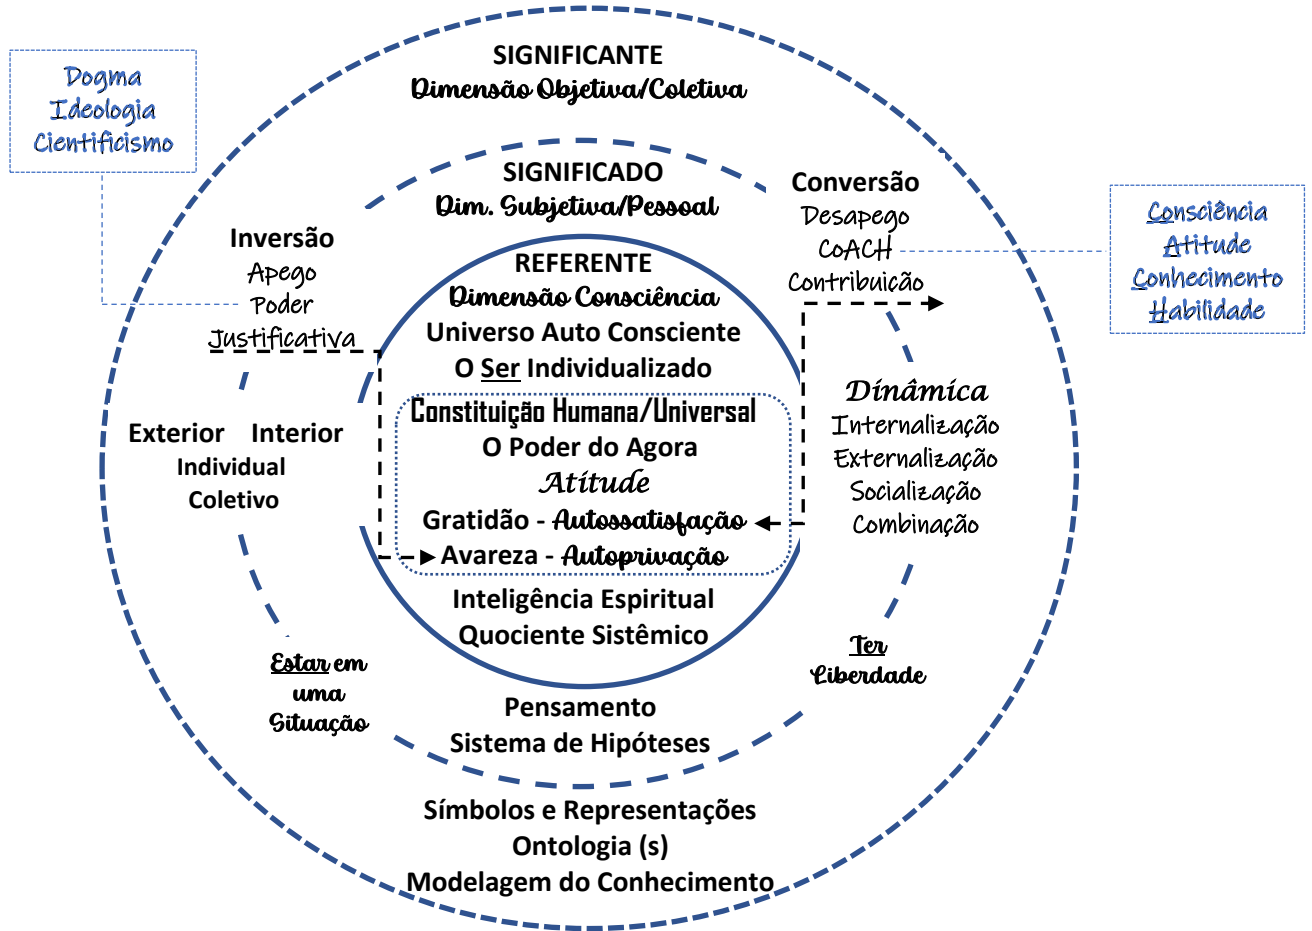 SIGNIFICANTE
Dimensão Objetiva/Coletiva
Dogma
Ideologia
Cientificismo
SIGNIFICADO
Dim. Subjetiva/Pessoal
Conversão
Desapego
CoACH
Contribuição
Consciência
Atitude
Conhecimento
Habilidade
Inversão
Apego
Poder
Justificativa
REFERENTE
Dimensão Consciência
Universo Auto Consciente
O Ser Individualizado
Constituição Humana/Universal
O Poder do Agora
Atitude
Gratidão - Autossatisfação
Avareza - Autoprivação
Inteligência Espiritual
Quociente Sistêmico
Exterior Interior
Individual
Coletivo
Dinâmica
Internalização
Externalização
Socialização
Combinação
Estar em
uma
Situação
Ter
Liberdade
Pensamento
Sistema de Hipóteses
Símbolos e Representações
Ontologia (s)
Modelagem do Conhecimento